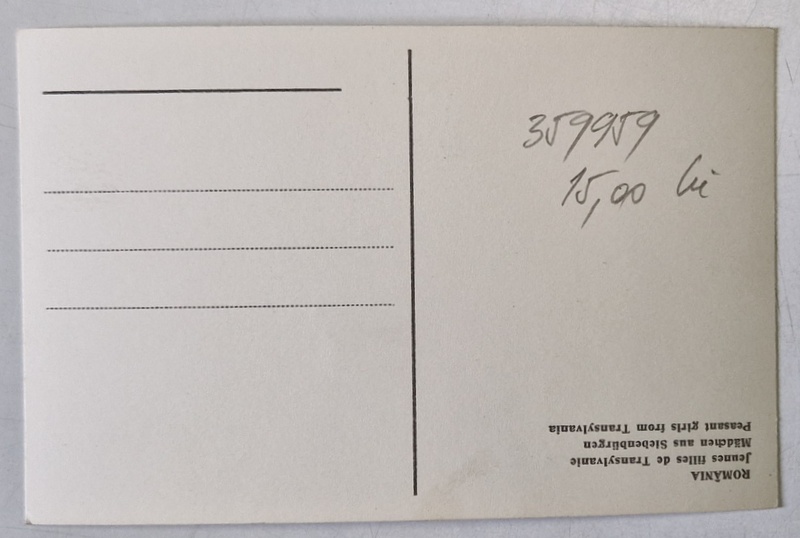 359959
15,00 lei
ROMÂNIA
Jeunes filles de Transylvanie
Mädchen aus Siebenbürgen
Peasant girls from Transylvania